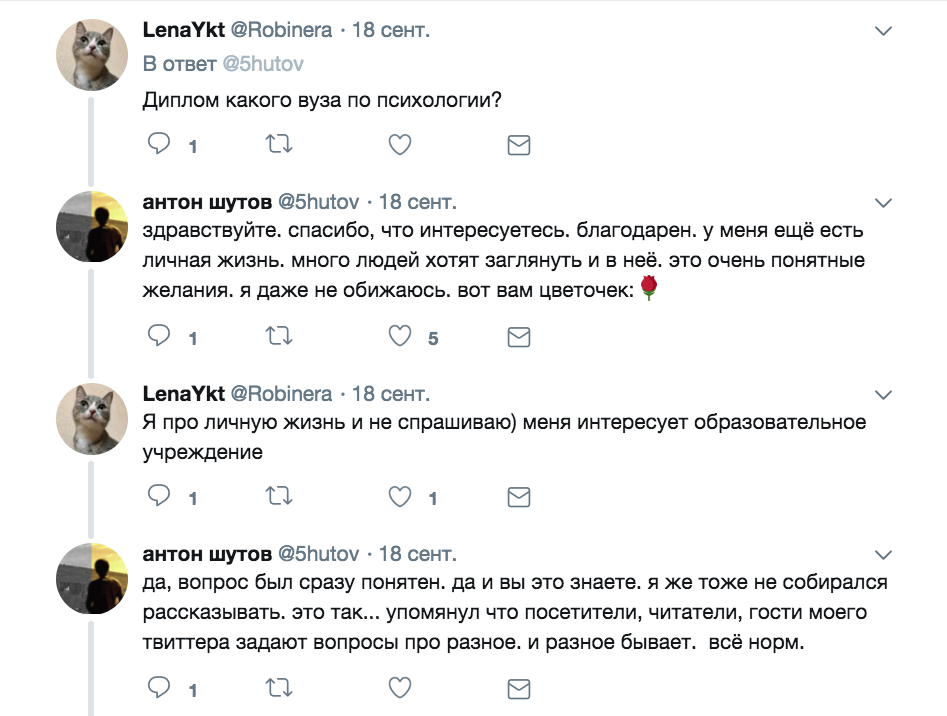 LenaYkt @Robinera · 18 сент.
В ответ @5hutov
Диплом какого вуза по психологии?
1
антон шутов @5hutov · 18 сент.
здравствуйте. спасибо, что интересуетесь. благодарен. у меня ещё есть
личная жизнь. много людей хотят заглянуть и в неё. это очень понятные
желания. я даже не обижаюсь. вот вам цветочек: 🌹
1 5
LenaYkt @Robinera · 18 сент.
Я про личную жизнь и не спрашиваю) меня интересует образовательное
учреждение
1 1
антон шутов @5hutov · 18 сент.
да, вопрос был сразу понятен. да и вы это знаете. я же тоже не собирался
рассказывать. это так... упомянул что посетители, читатели, гости моего
твиттера задают вопросы про разное. и разное бывает.  всё норм.
1